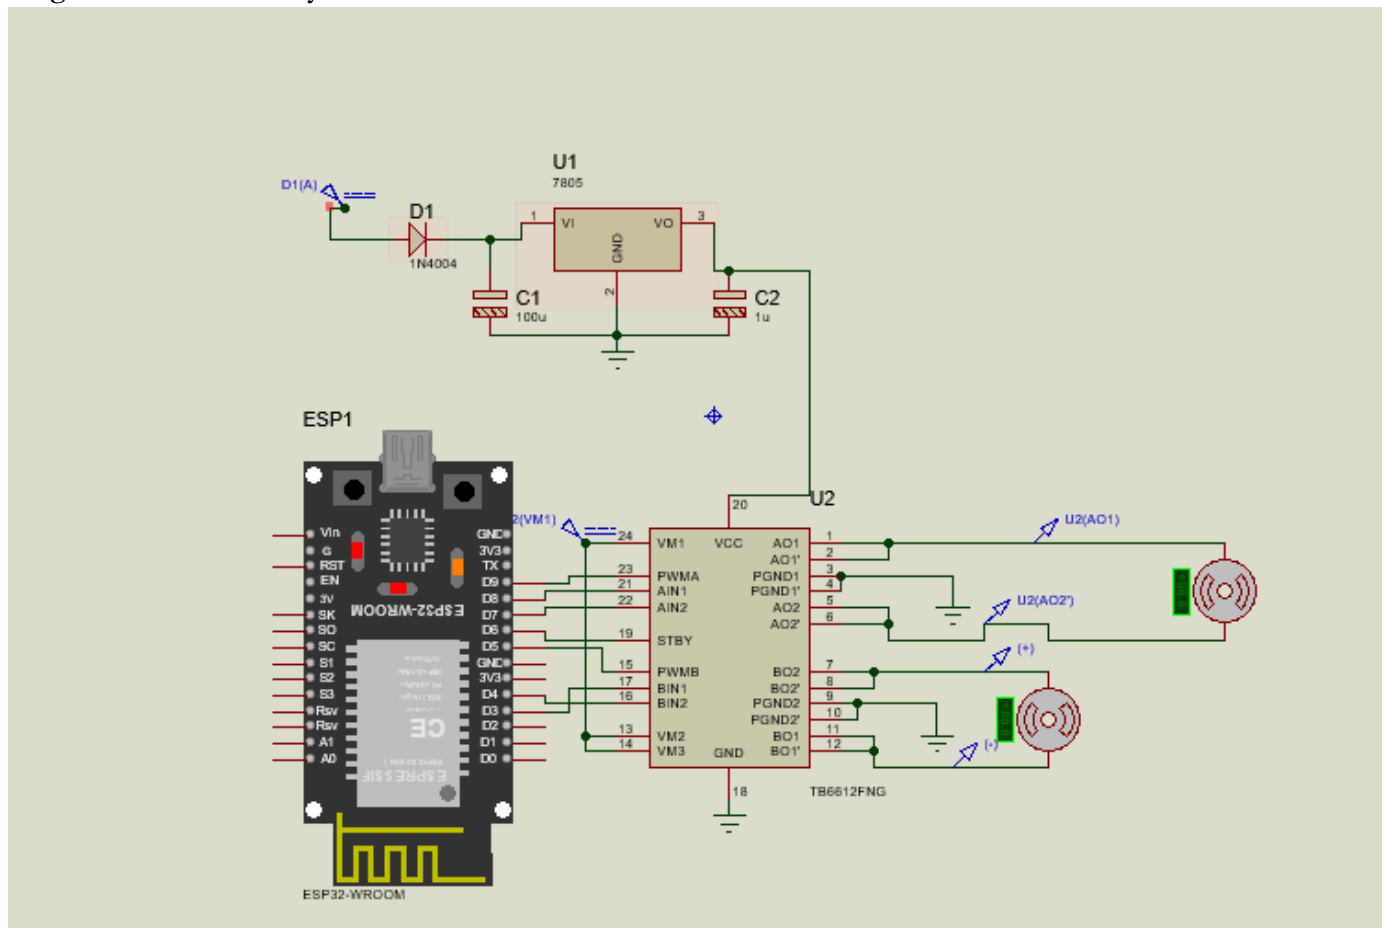 U1
7805
D1(A)
D1
1N4004
1
VI
VO
3
GND
2
C1
100u
C2
1u
ESP1
Vin
G
RST
EN
3V
SK
SO
SC
S1
S2
S3
Rsv
Rsv
A1
A0
GND
3V3
TX
D9
D8
D7
D6
D5
GND
3V3
D4
D3
D2
D1
D0
ESP32-WROOM
CE
ESPRESSIF
ESP32-WROOM
2(VM1)
U2
20
24 VM1 VCC AO1 1
AO1' 2
23 PWMA PGND1 3
21 AIN1 PGND1' 4
22 AIN2 AO2 5
AO2' 6
19 STBY
15 PWMB BO2 7
17 BIN1 BO2' 8
16 BIN2 PGND2 9
PGND2' 10
13 VM2 BO1 11
14 VM3 GND BO1' 12
18
TB6612FNG
U2(AO1)
U2(AO2')
(+)
(-)